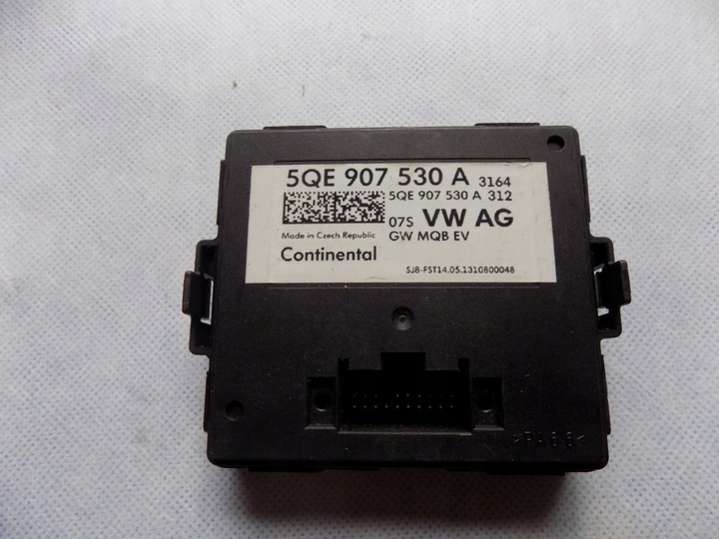 5QE 907 530 A 3164
5QE 907 530 A 312
07S VW AG
Made in Czech Republic GW MQB EV
Continental
SJB-FST14.05.1310800048
>PA66<